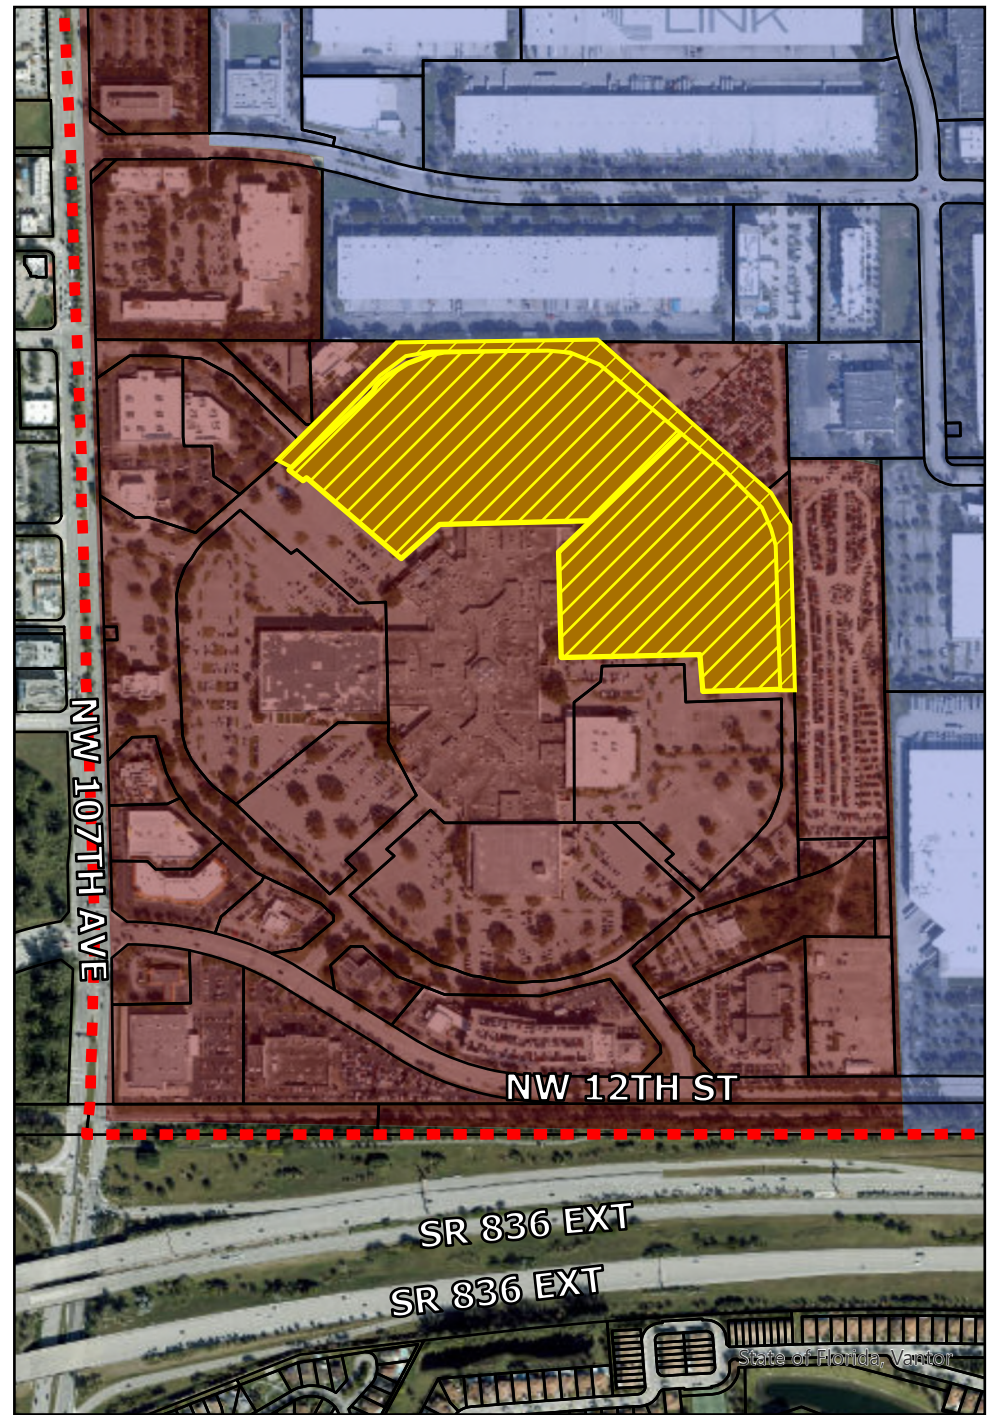 LINK
NW 107TH AVE
NW 12TH ST
SR 836 EXT
SR 836 EXT
State of Florida, Vantor